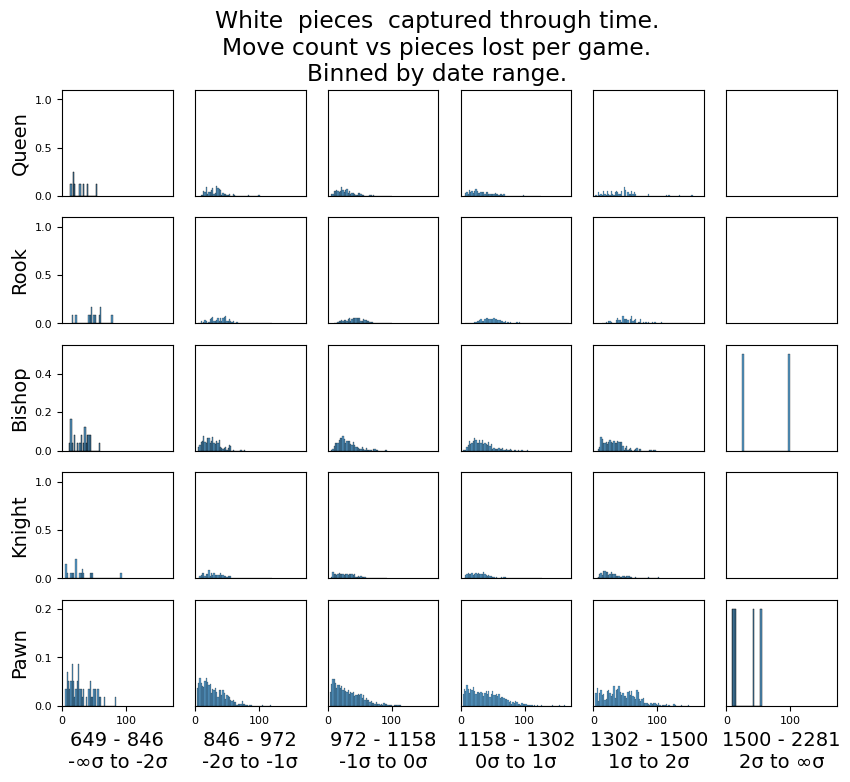 White  pieces  captured through time.
Move count vs pieces lost per game.
Binned by date range.
Queen
1.0
0.5
0.0
Rook
1.0
0.5
0.0
Bishop
0.4
0.2
0.0
Knight
1.0
0.5
0.0
Pawn
0.2
0.1
0.0
0 100 0 100 0 100 0 100 0 100 0 100
649 - 846 846 - 972 972 - 1158 1158 - 1302 1302 - 1500 1500 - 2281
-∞σ to -2σ -2σ to -1σ -1σ to 0σ 0σ to 1σ 1σ to 2σ 2σ to ∞σ